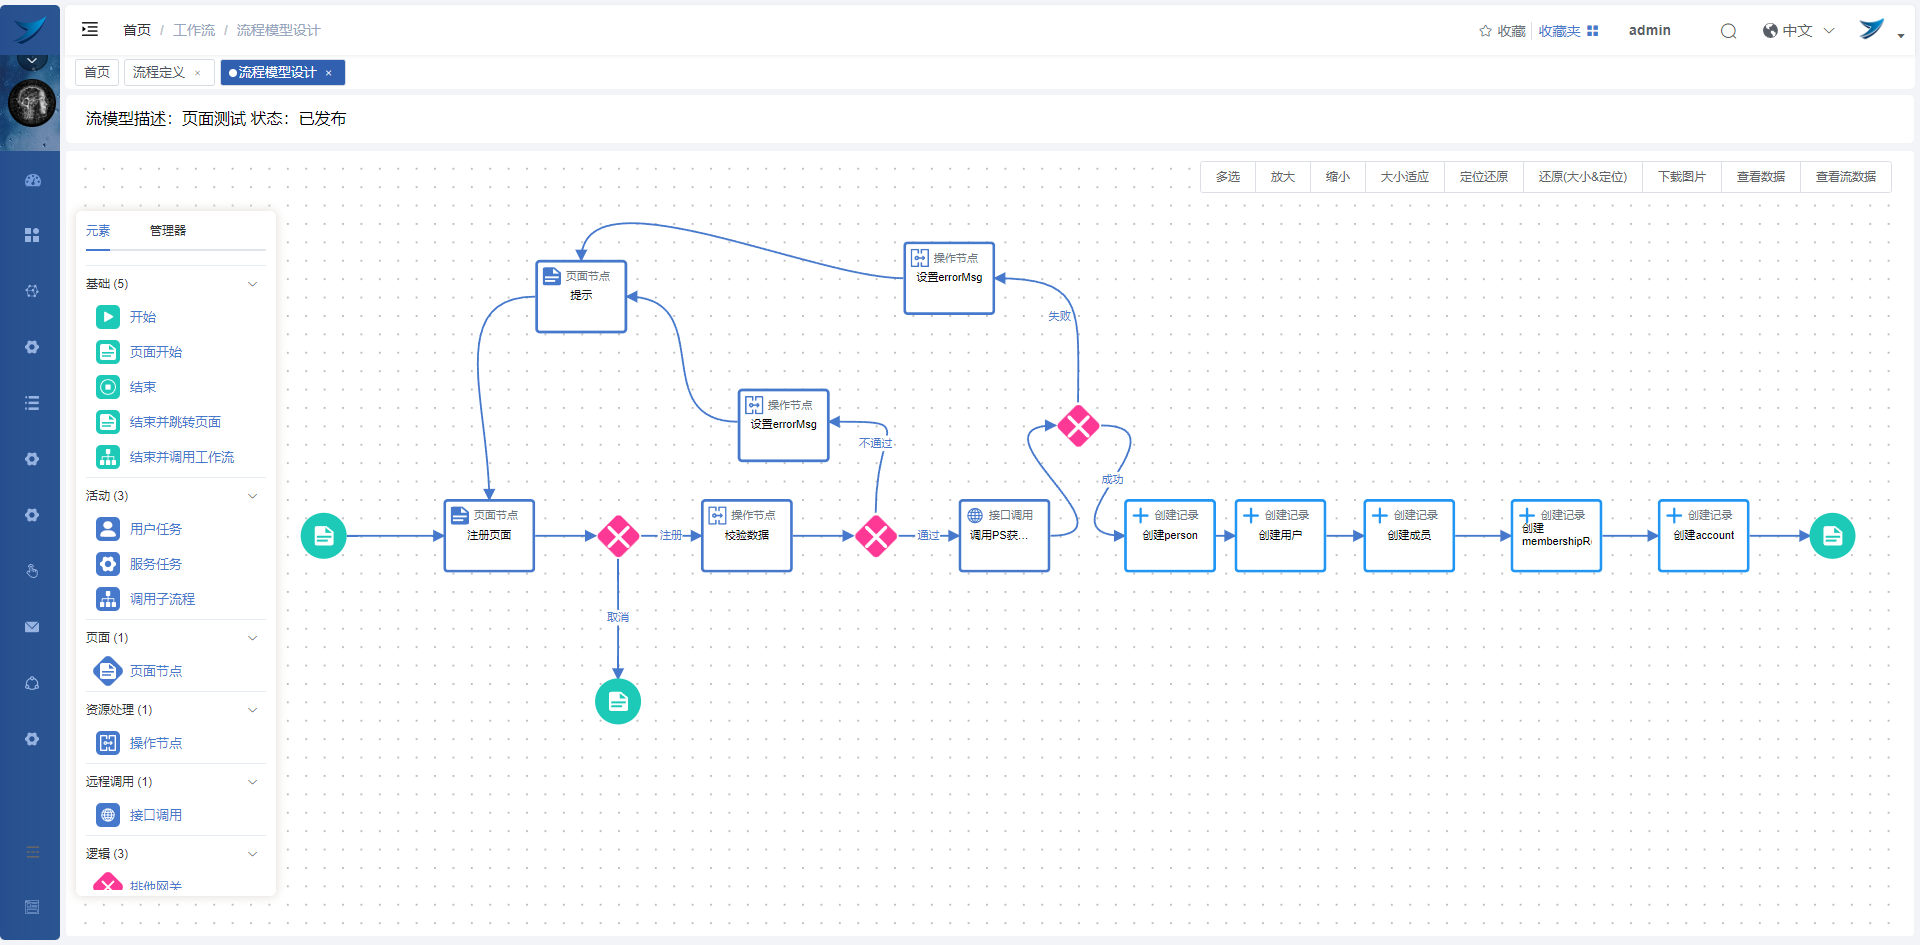 首页 / 工作流 / 流程模型设计
收藏 收藏夹 admin 中文
首页 流程定义 × 流程模型设计 ×
流模型描述：页面测试 状态：已发布
多选 放大 缩小 大小适应 定位还原 还原(大小&定位) 下载图片 查看数据 查看流数据
元素 管理器
基础 (5)
开始
页面开始
结束
结束并跳转页面
结束并调用工作流
活动 (3)
用户任务
服务任务
调用子流程
页面 (1)
页面节点
资源处理 (1)
操作节点
远程调用 (1)
接口调用
逻辑 (3)
排他网关
操作节点
设置errorMsg
页面节点
提示
失败
操作节点
设置errorMsg
不通过
成功
页面节点
注册页面
注册
操作节点
校验数据
通过
接口调用
调用PS获...
创建记录
创建person
创建记录
创建用户
创建记录
创建成员
创建记录
创建
membershipR
创建记录
创建account
取消